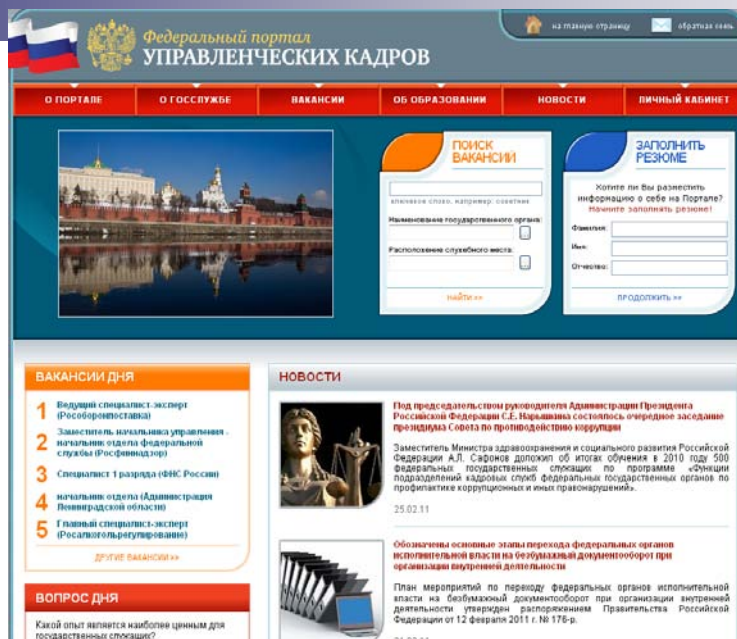 на главную страницу
обратная связь
Федеральный портал
УПРАВЛЕНЧЕСКИХ КАДРОВ
О ПОРТАЛЕ
О ГОССЛУЖБЕ
ВАКАНСИИ
ОБ ОБРАЗОВАНИИ
НОВОСТИ
ЛИЧНЫЙ КАБИНЕТ
ПОИСК
ВАКАНСИЙ
ключевое слово, например: советник
Наименование государственного органа:
Расположение служебного места:
НАЙТИ >>
ЗАПОЛНИТЬ
РЕЗЮМЕ
Хотите ли Вы разместить
информацию о себе на Портале?
Начните заполнять резюме!
Фамилия:
Имя:
Отчество:
ПРОДОЛЖИТЬ >>
ВАКАНСИИ ДНЯ
1 Ведущий специалист-эксперт
(Рособоронпоставка)
2 Заместитель начальника управления -
начальник отдела федеральной
службы (Росфиннадзор)
3 Специалист 1 разряда (ФНС России)
4 начальник отдела (Администрация
Ленинградской области)
5 Главный специалист-эксперт
(Росалкогольрегулирование)
ДРУГИЕ ВАКАНСИИ >>
ВОПРОС ДНЯ
Какой опыт является наиболее ценным для
государственных служащих?
НОВОСТИ
Под председательством руководителя Администрации Президента
Российской Федерации С.Е. Нарышкина состоялось очередное заседание
президиума Совета по противодействию коррупции
Заместитель Министра здравоохранения и социального развития Российской
Федерации А.Л. Сафонов доложил об итогах обучения в 2010 году 500
федеральных государственных служащих по программе «Функции
подразделений кадровых служб федеральных государственных органов по
профилактике коррупционных и иных правонарушений».
25.02.11
Обозначены основные этапы перехода федеральных органов
исполнительной власти на безбумажный документооборот при
организации внутренней деятельности
План мероприятий по переходу федеральных органов исполнительной
власти на безбумажный документооборот при организации внутренней
деятельности утвержден распоряжением Правительства Российской
Федерации от 12 февраля 2011 г. № 176-р.